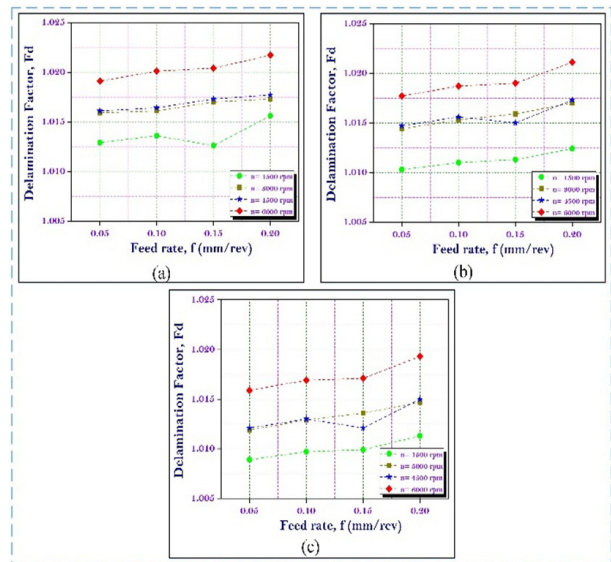 1.025
1.020
1.015
1.010
1.005
Delamination Factor, Fd
n= 1500 rpm
n= 3000 rpm
n= 4500 rpm
n= 6000 rpm
0.05 0.10 0.15 0.20
Feed rate, f (mm/rev)
(a)
1.025
1.020
1.015
1.010
1.005
Delamination Factor, Fd
n= 1500 rpm
n= 3000 rpm
n= 4500 rpm
n= 6000 rpm
0.05 0.10 0.15 0.20
Feed rate, f (mm/rev)
(b)
1.025
1.020
1.015
1.010
1.005
Delamination Factor, Fd
n= 1500 rpm
n= 3000 rpm
n= 4500 rpm
n= 6000 rpm
0.05 0.10 0.15 0.20
Feed rate, f (mm/rev)
(c)